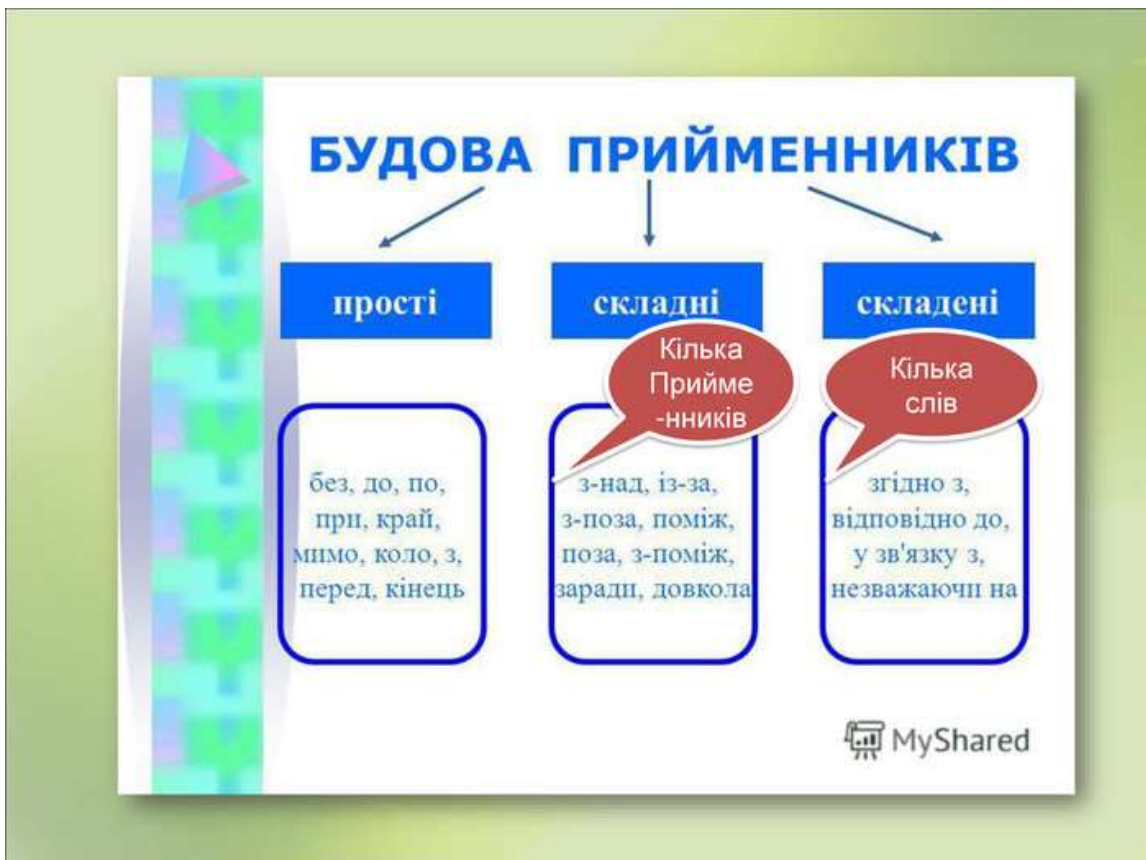 БУДОВА ПРИЙМЕННИКІВ
прості
складні
складені
Кілька
Прийме
-нників
Кілька
слів
без, до, по,
при, край,
мимо, коло, з,
перед, кінець
з-над, із-за,
з-поза, поміж,
поза, з-поміж,
заради, довкола
згідно з,
відповідно до,
у зв'язку з,
незважаючи на
MyShared